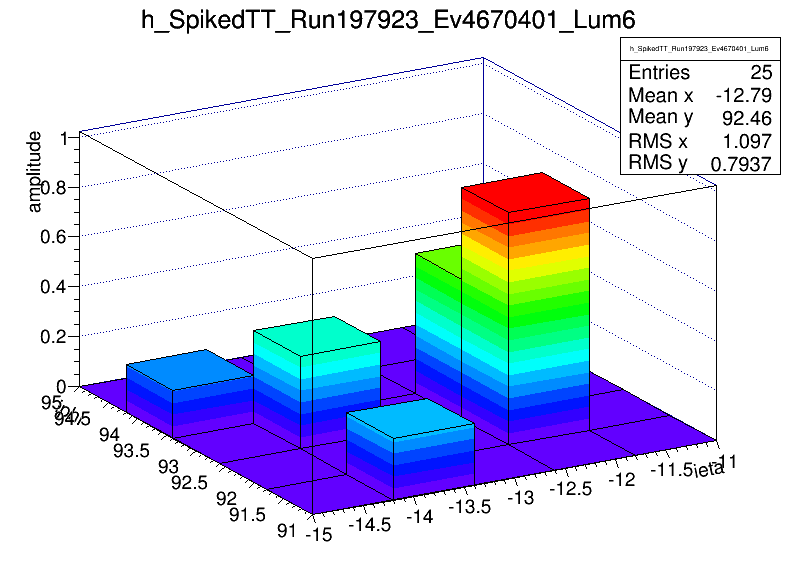 h_SpikedTT_Run197923_Ev4670401_Lum6
h_SpikedTT_Run197923_Ev4670401_Lum6
Entries 25
Mean x -12.79
Mean y 92.46
RMS x 1.097
RMS y 0.7937
amplitude
1
0.8
0.6
0.4
0.2
0
95
94.5
94
93.5
93
92.5
92
91.5
91
-15
-14.5
-14
-13.5
-13
-12.5
-12
-11.5
-11
ieta